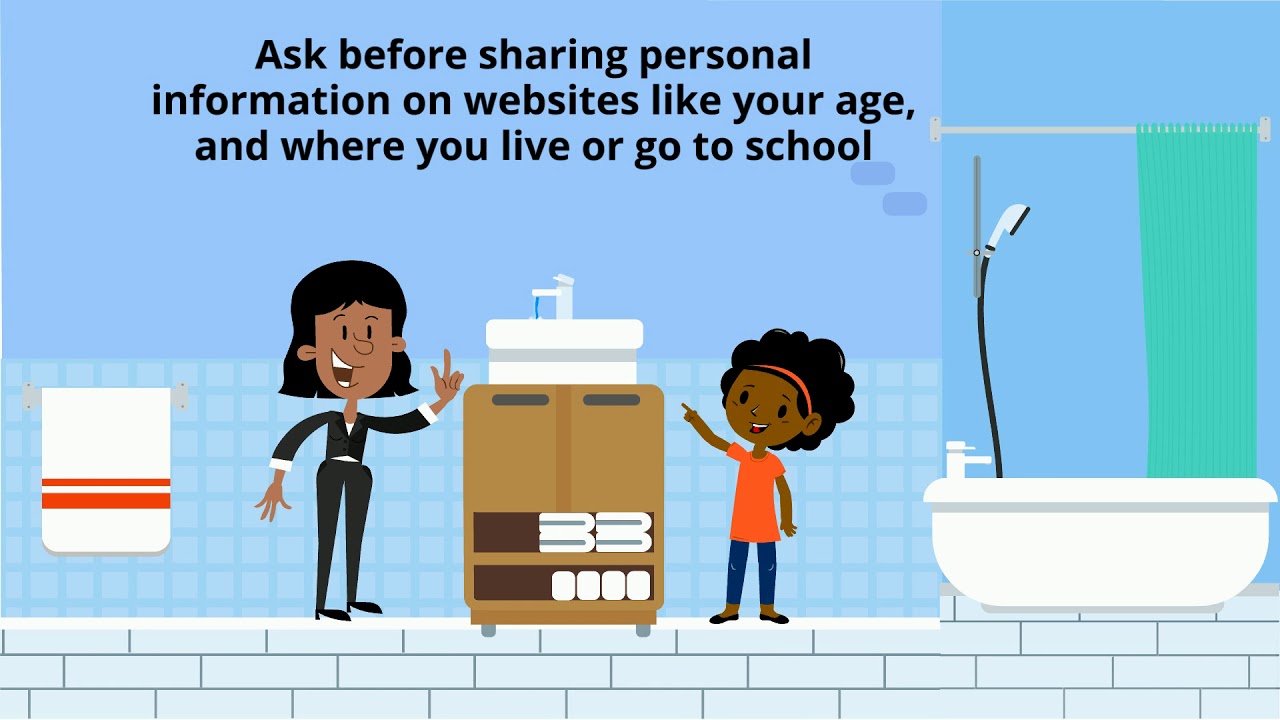 Ask before sharing personal
information on websites like your age,
and where you live or go to school